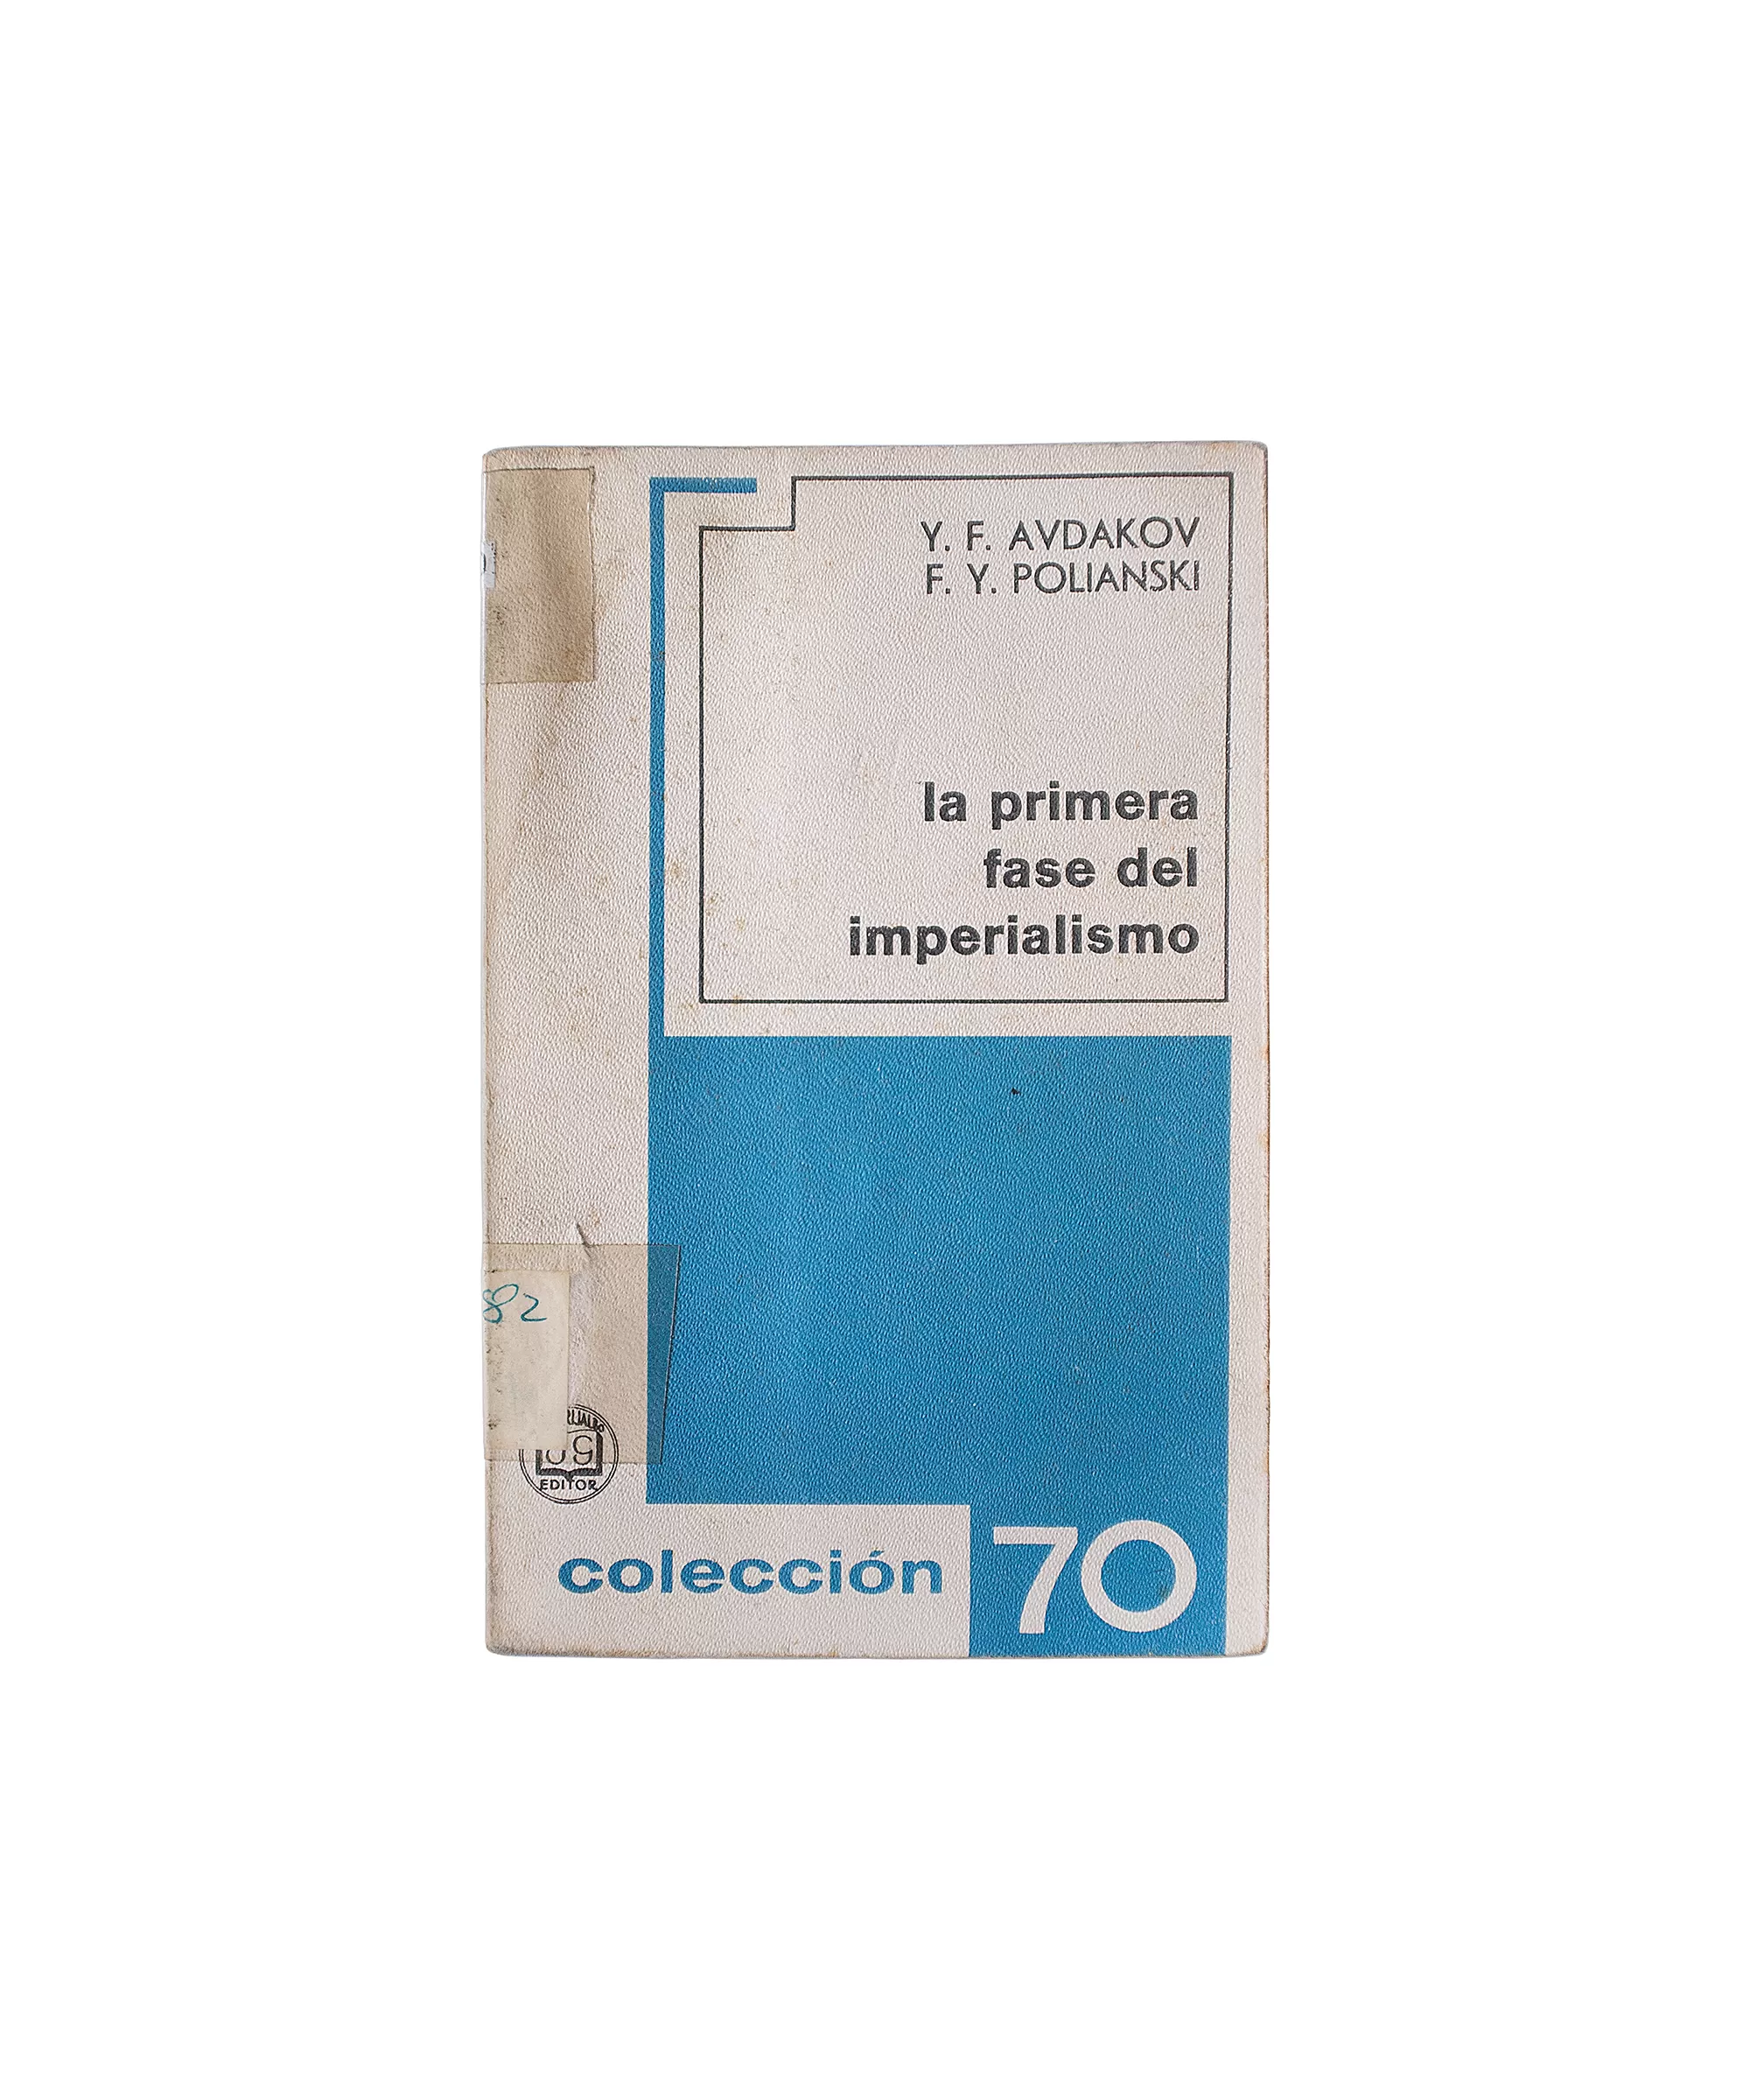 Y. F. AVDAKOV
F. Y. POLIANSKI
la primera
fase del
imperialismo
82
EDITOR
colección 70